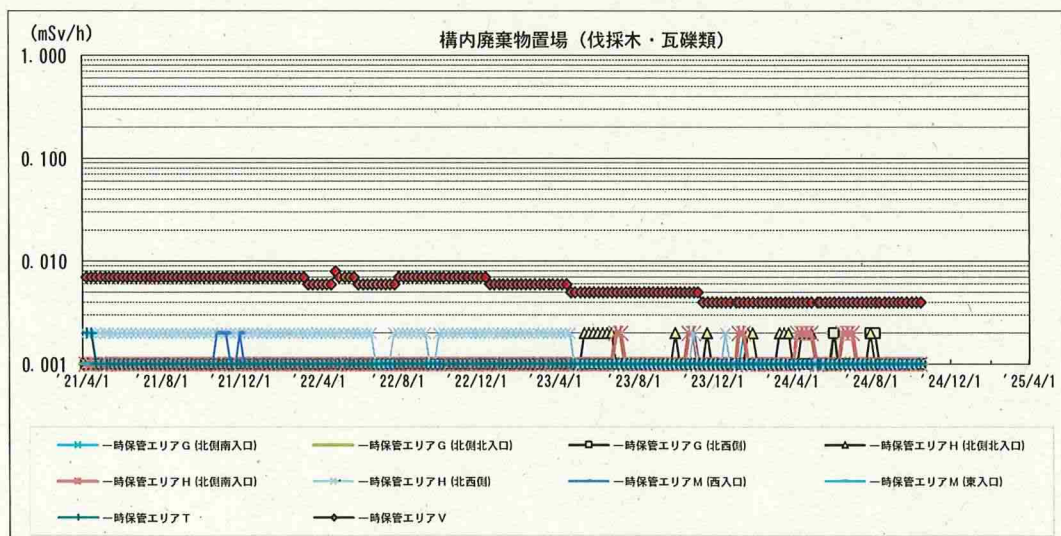 (mSv/h)
構内廃棄物置場（伐採木・瓦礫類）
1.000
0.100
0.010
0.001
'21/4/1 '21/8/1 '21/12/1 '22/4/1 '22/8/1 '22/12/1 '23/4/1 '23/8/1 '23/12/1 '24/4/1 '24/8/1 '24/12/1 '25/4/1
一時保管エリアG (北側南入口) 一時保管エリアG (北側北入口) 一時保管エリアG (北西側) 一時保管エリアH (北側北入口)
一時保管エリアH (北側南入口) 一時保管エリアH (北西側) 一時保管エリアM (西入口) 一時保管エリアM (東入口)
一時保管エリアT 一時保管エリアV